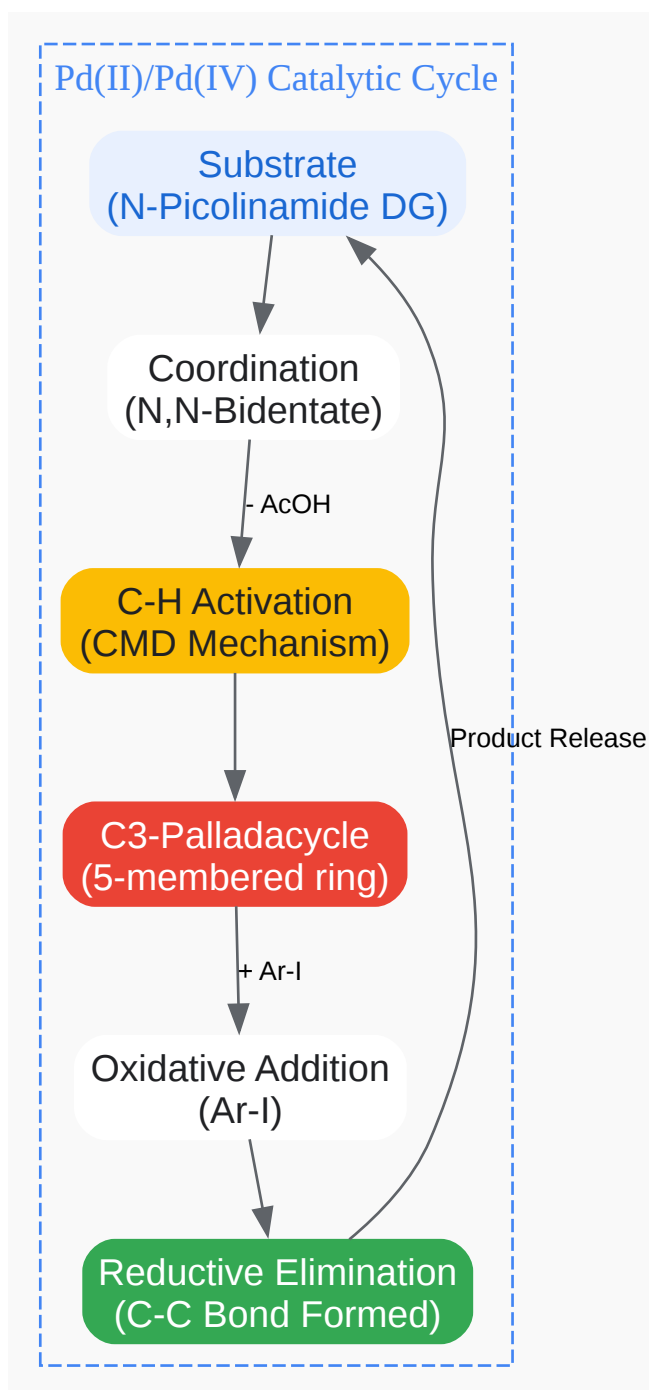 Pd(II)/Pd(IV) Catalytic Cycle
Substrate
(N-Picolinamide DG)
Coordination
(N,N-Bidentate)
- AcOH
C-H Activation
(CMD Mechanism)
Product Release
C3-Palladacycle
(5-membered ring)
+ Ar-I
Oxidative Addition
(Ar-I)
Reductive Elimination
(C-C Bond Formed)